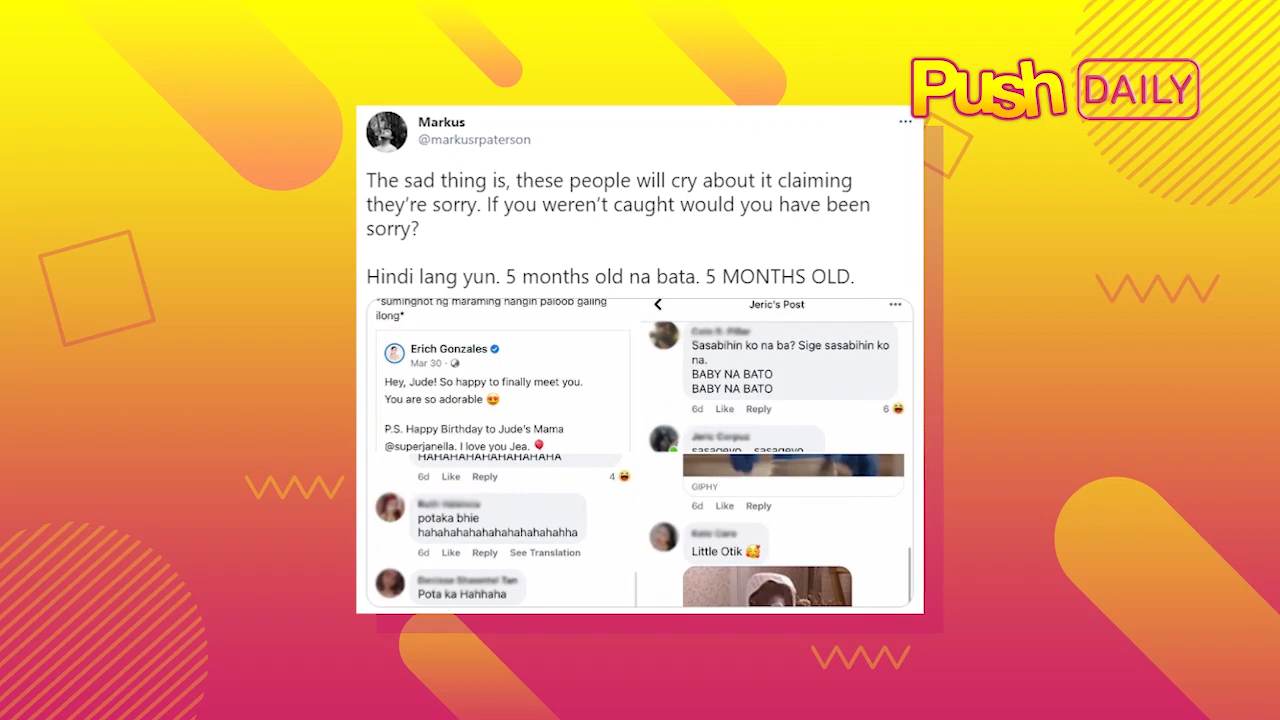 Push DAILY
Markus
@markusrpaterson
The sad thing is, these people will cry about it claiming
they're sorry. If you weren't caught would you have been
sorry?
Hindi lang yun. 5 months old na bata. 5 MONTHS OLD.
*suminghot ng maraming hangin paloob galing
ilong*
Erich Gonzales
Mar 30 ·
Hey, Jude! So happy to finally meet you.
You are so adorable 😍
P.S. Happy Birthday to Jude's Mama
@superjanella. I love you Jea. 🎈
HAHAHAHAHAHAHAHAHA
6d Like Reply 4 😆
potaka bhie
hahahahahahahahahahahha
6d Like Reply See Translation
Pota ka Hahhaha
Jeric's Post
Sasabihin ko na ba? Sige sasabihin ko
na.
BABY NA BATO
BABY NA BATO
6d Like Reply 6 😆
GIPHY
6d Like Reply
Little Otik 🥰